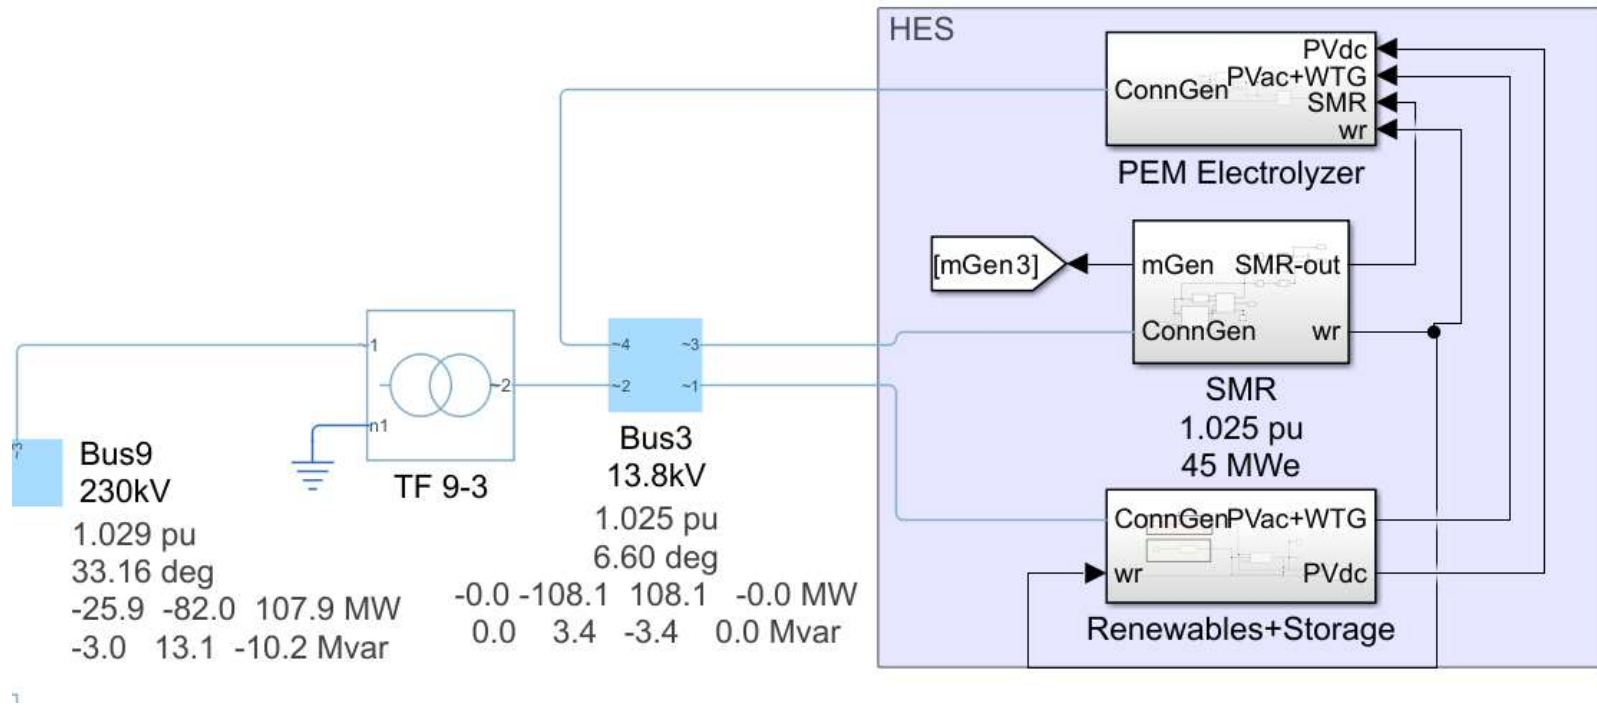 HES
PVdc
PVac+WTG
ConnGen
SMR
wr
PEM Electrolyzer
[mGen3]
mGen SMR-out
ConnGen wr
SMR
1.025 pu
45 MWe
~1
~2
n1
TF 9-3
~4 ~3
~2 ~1
Bus3
13.8kV
1.025 pu
6.60 deg
-0.0 -108.1 108.1 -0.0 MW
0.0 3.4 -3.4 0.0 Mvar
~3
Bus9
230kV
1.029 pu
33.16 deg
-25.9 -82.0 107.9 MW
-3.0 13.1 -10.2 Mvar
ConnGen PVac+WTG
wr PVdc
Renewables+Storage